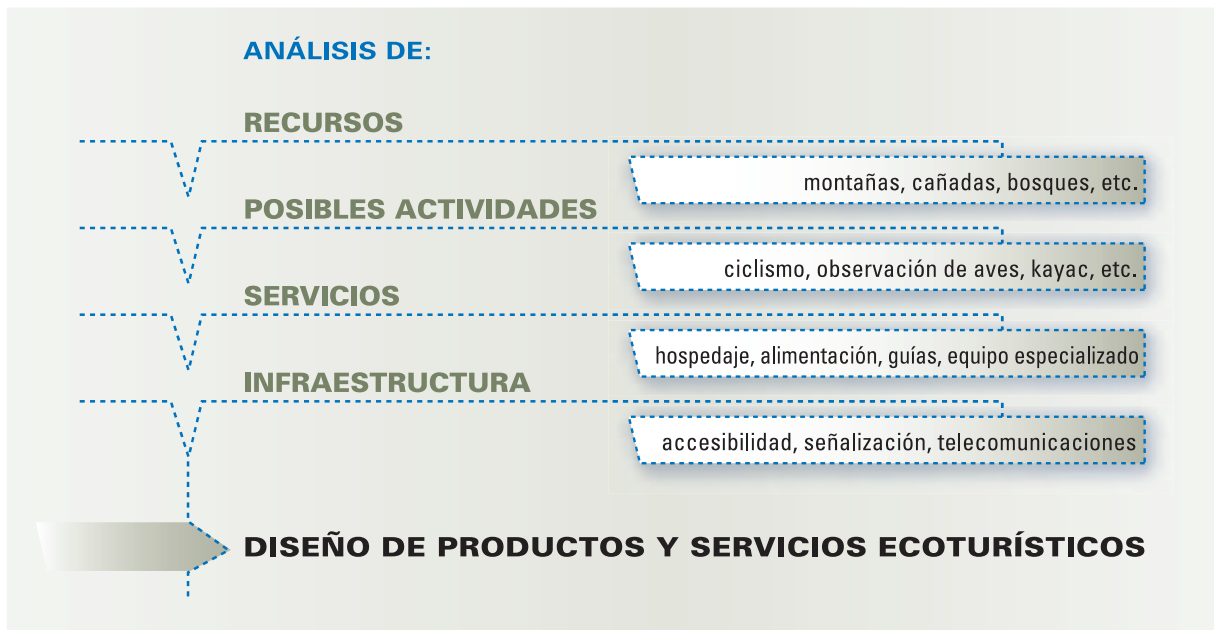 ANÁLISIS DE:
RECURSOS
montañas, cañadas, bosques, etc.
POSIBLES ACTIVIDADES
ciclismo, observación de aves, kayac, etc.
SERVICIOS
hospedaje, alimentación, guías, equipo especializado
INFRAESTRUCTURA
accesibilidad, señalización, telecomunicaciones
DISEÑO DE PRODUCTOS Y SERVICIOS ECOTURÍSTICOS